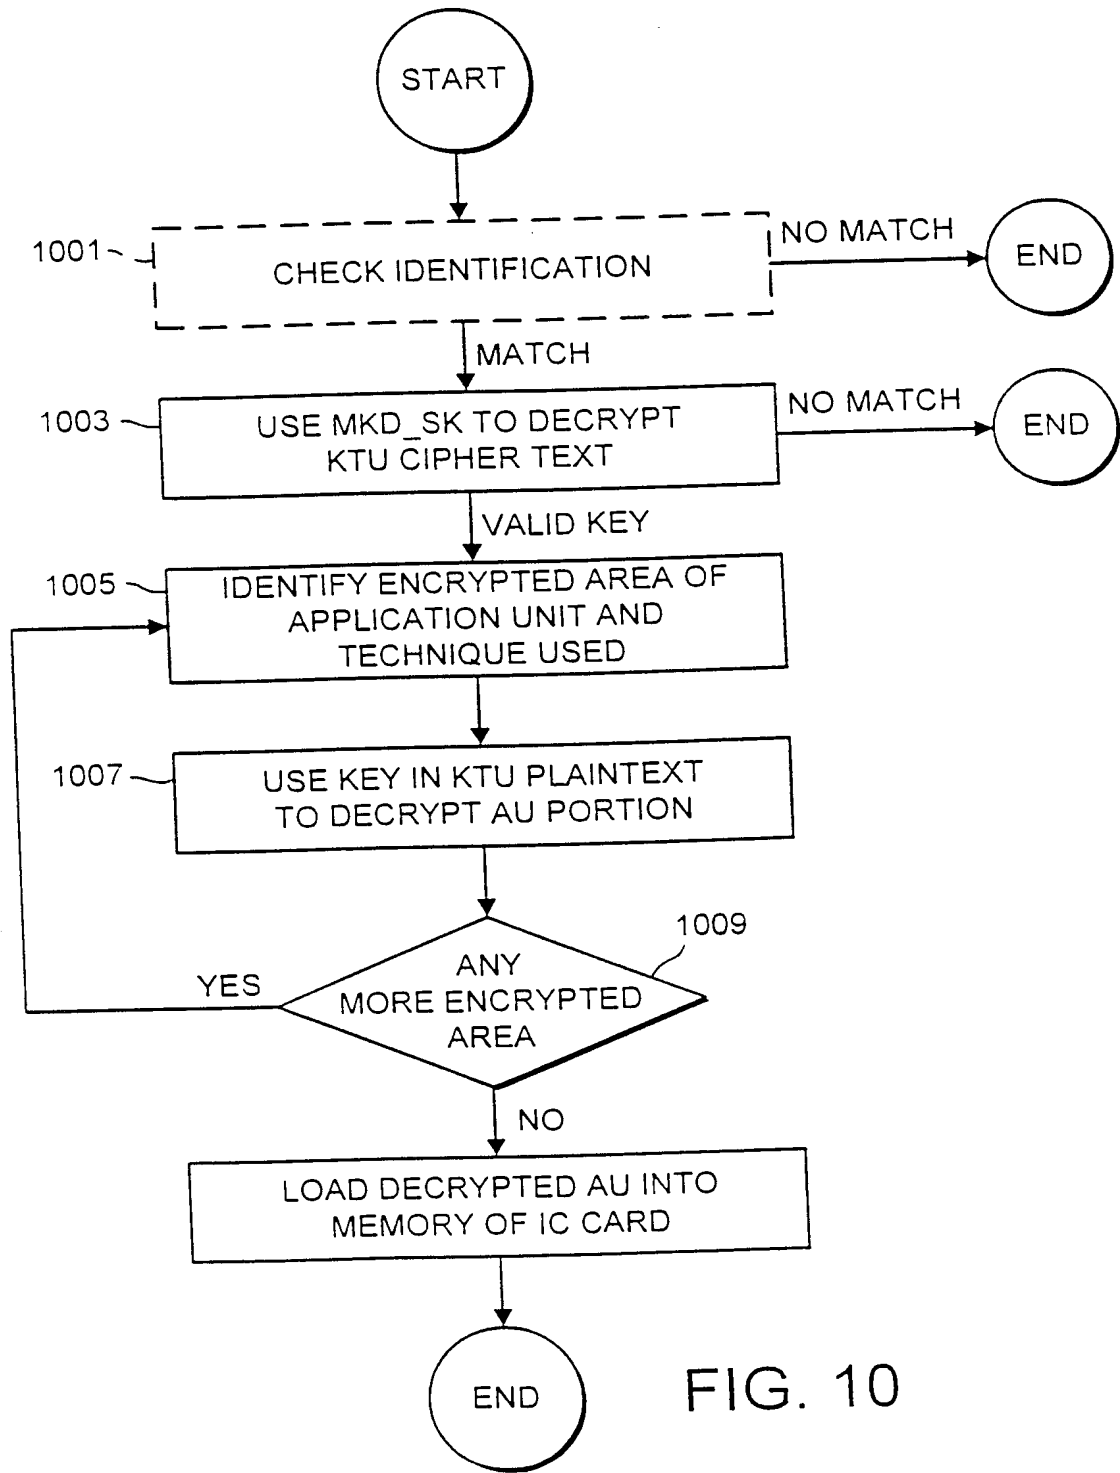 START
1001
CHECK IDENTIFICATION
NO MATCH
END
MATCH
1003
USE MKD_SK TO DECRYPT
KTU CIPHER TEXT
NO MATCH
END
VALID KEY
1005
IDENTIFY ENCRYPTED AREA OF
APPLICATION UNIT AND
TECHNIQUE USED
1007
USE KEY IN KTU PLAINTEXT
TO DECRYPT AU PORTION
1009
ANY
MORE ENCRYPTED
AREA
YES
NO
LOAD DECRYPTED AU INTO
MEMORY OF IC CARD
END
FIG. 10